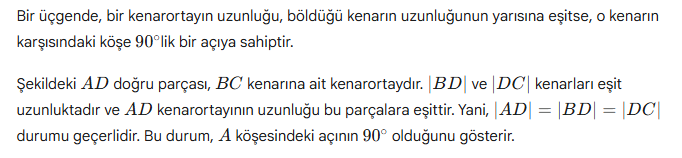 Bir üçgende, bir kenarortayın uzunluğu, böldüğü kenarın uzunluğunun yarısına eşitse, o kenarın
karşısındaki köşe 90°lik bir açıya sahiptir.
Şekildeki AD doğru parçası, BC kenarına ait kenarortaydır. |BD| ve |DC| kenarları eşit
uzunluktadır ve AD kenarortayının uzunluğu bu parçalara eşittir. Yani, |AD| = |BD| = |DC|
durumu geçerlidir. Bu durum, A köşesindeki açının 90° olduğunu gösterir.